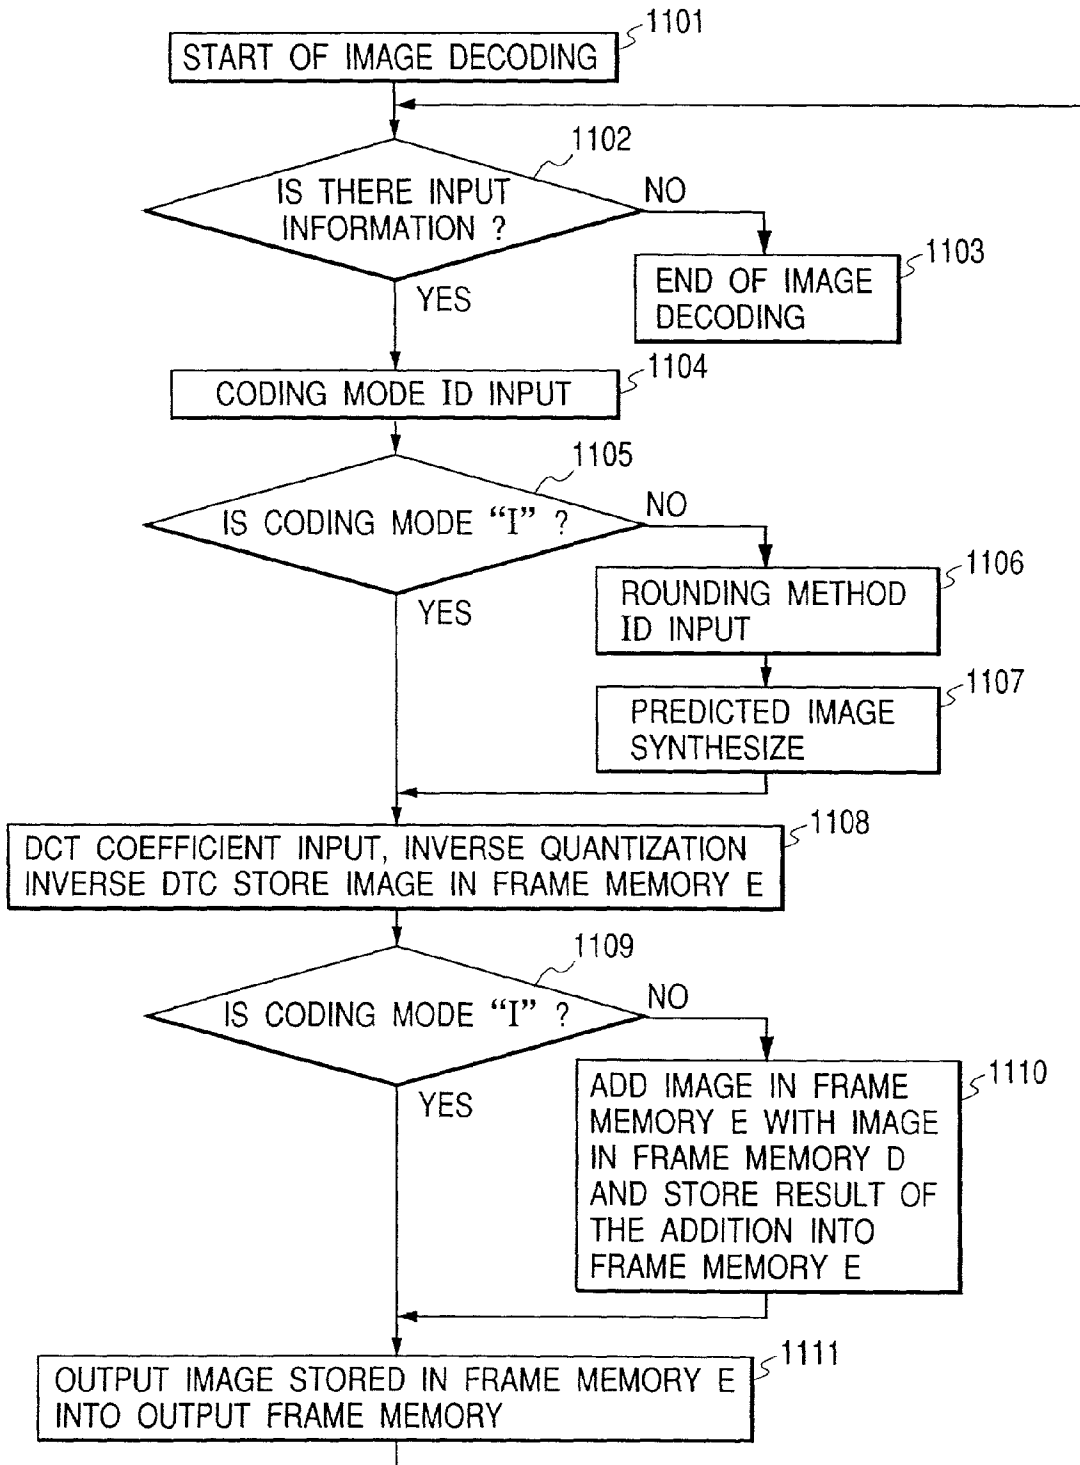 1101
START OF IMAGE DECODING
1102
IS THERE INPUT
INFORMATION ?
NO
YES
1103
END OF IMAGE
DECODING
1104
CODING MODE ID INPUT
1105
IS CODING MODE “I” ?
NO
YES
1106
ROUNDING METHOD
ID INPUT
1107
PREDICTED IMAGE
SYNTHESIZE
1108
DCT COEFFICIENT INPUT, INVERSE QUANTIZATION
INVERSE DTC STORE IMAGE IN FRAME MEMORY E
1109
IS CODING MODE “I” ?
NO
YES
1110
ADD IMAGE IN FRAME
MEMORY E WITH IMAGE
IN FRAME MEMORY D
AND STORE RESULT OF
THE ADDITION INTO
FRAME MEMORY E
1111
OUTPUT IMAGE STORED IN FRAME MEMORY E
INTO OUTPUT FRAME MEMORY